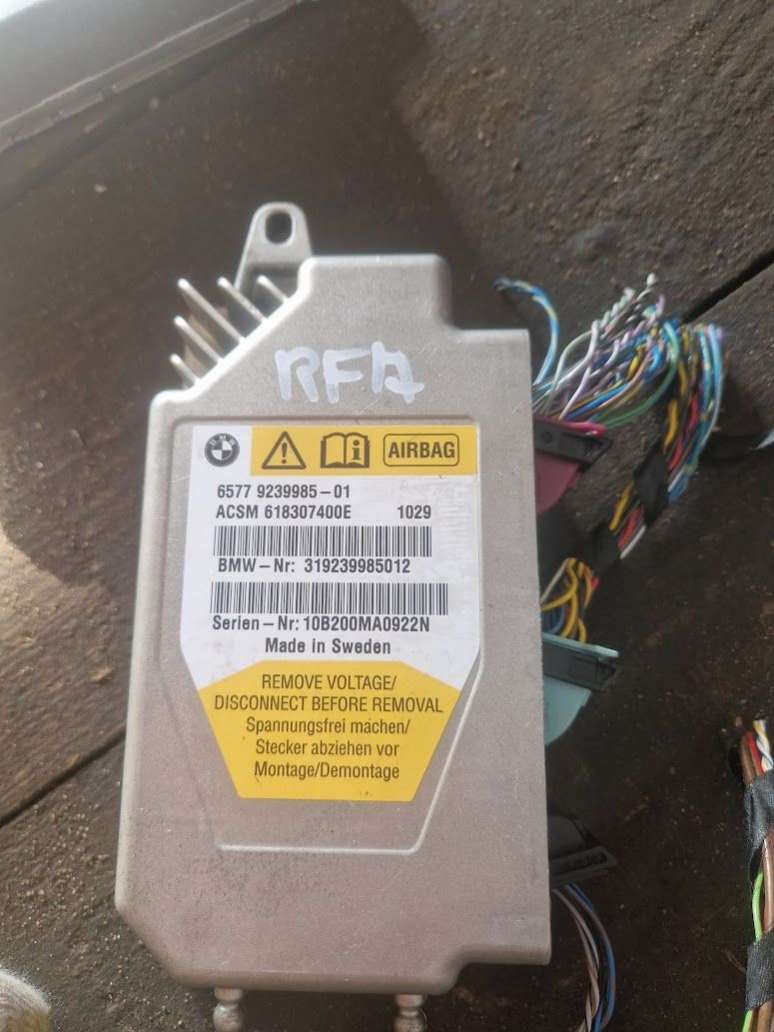 RFA
BMW
AIRBAG
6577 9239985-01
ACSM 618307400E 1029
BMW-Nr: 319239985012
Serien-Nr: 10B200MA0922N
Made in Sweden
REMOVE VOLTAGE/
DISCONNECT BEFORE REMOVAL
Spannungsfrei machen/
Stecker abziehen vor
Montage/Demontage